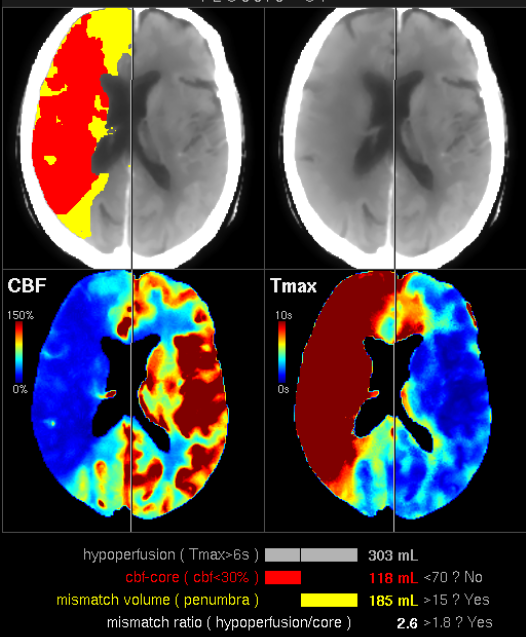 CBF
150%
0%
Tmax
10s
0s
hypoperfusion ( Tmax>6s ) 303 mL
cbf-core ( cbf<30% ) 118 mL <70 ? No
mismatch volume ( penumbra ) 185 mL >15 ? Yes
mismatch ratio ( hypoperfusion/core ) 2.6 >1.8 ? Yes